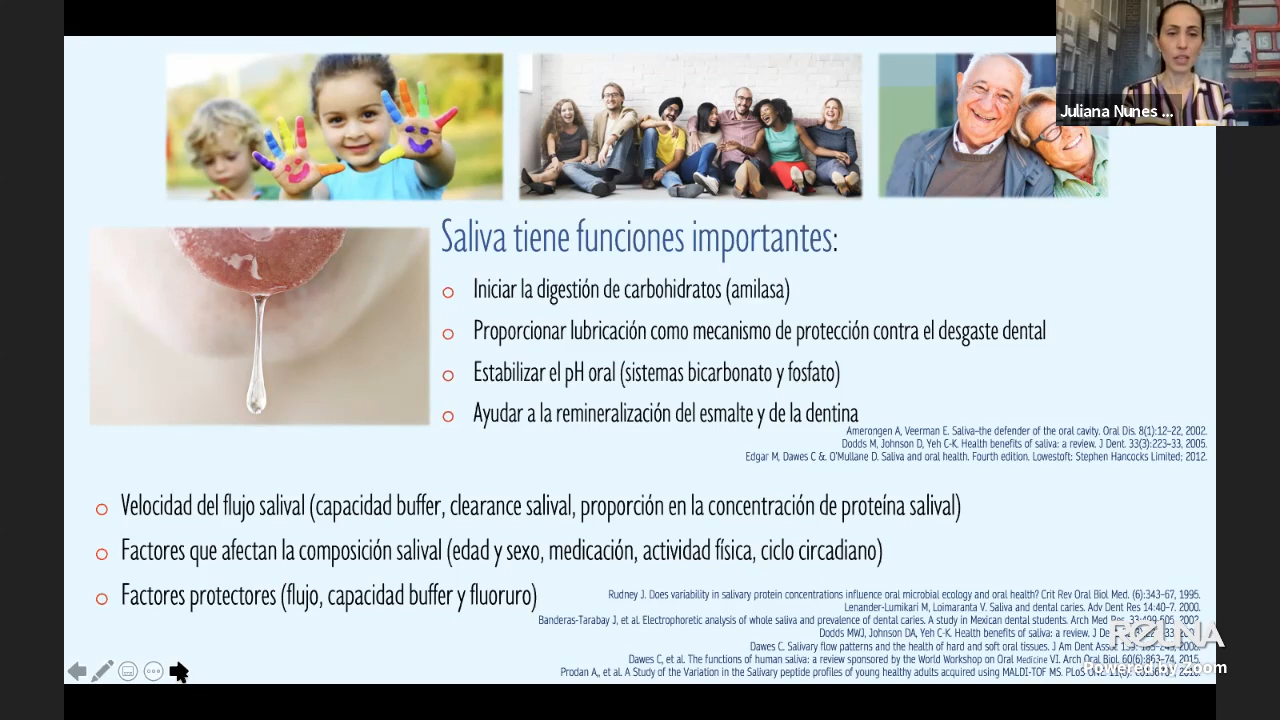 Juliana Nunes ...
Saliva tiene funciones importantes:
Iniciar la digestión de carbohidratos (amilasa)
Proporcionar lubricación como mecanismo de protección contra el desgaste dental
Estabilizar el pH oral (sistemas bicarbonato y fosfato)
Ayudar a la remineralización del esmalte y de la dentina
Amerongen A, Veerman E. Saliva–the defender of the oral cavity. Oral Dis. 8(1):12–22, 2002.
Dodds M, Johnson D, Yeh C-K. Health benefits of saliva: a review. J Dent. 33(3):223–33, 2005.
Edgar M, Dawes C &. O'Mullane D. Saliva and oral health. Fourth edition. Lowestoft: Stephen Hancocks Limited; 2012.
Velocidad del flujo salival (capacidad buffer, clearance salival, proporción en la concentración de proteína salival)
Factores que afectan la composición salival (edad y sexo, medicación, actividad física, ciclo circadiano)
Factores protectores (flujo, capacidad buffer y fluoruro)
Rudney J. Does variability in salivary protein concentrations influence oral microbial ecology and oral health? Crit Rev Oral Biol Med. (6):343–67, 1995.
Lenander-Lumikari M, Loimaranta V. Saliva and dental caries. Adv Dent Res 14:40–7. 2000.
Banderas-Tarabay J, et al. Electrophoretic analysis of whole saliva and prevalence of dental caries. A study in Mexican dental students. Arch Med
Dodds MWJ, Johnson DA, Yeh C-K. Health benefits of saliva: a review. J
Dawes C. Salivary flow patterns and the health of hard and soft oral tissues. J Am Dent
Dawes C, et al. The functions of human saliva: a review sponsored by the World Workshop on Oral Medicine VI. Arch Oral Biol. 60(6):863–74, 2015.
Prodan A, et al. A Study of the Variation in the Salivary peptide profiles of young healthy adults acquired using MALDI-TOF MS.
Powered by Zoom